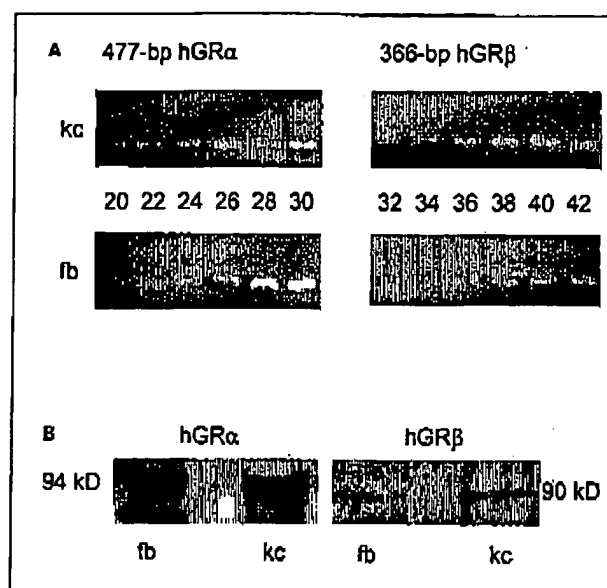 A 477-bp hGRα 366-bp hGRβ
kc
20 22 24 26 28 30 32 34 36 38 40 42
fb
B hGRα hGRβ
94 kD 90 kD
fb kc fb kc